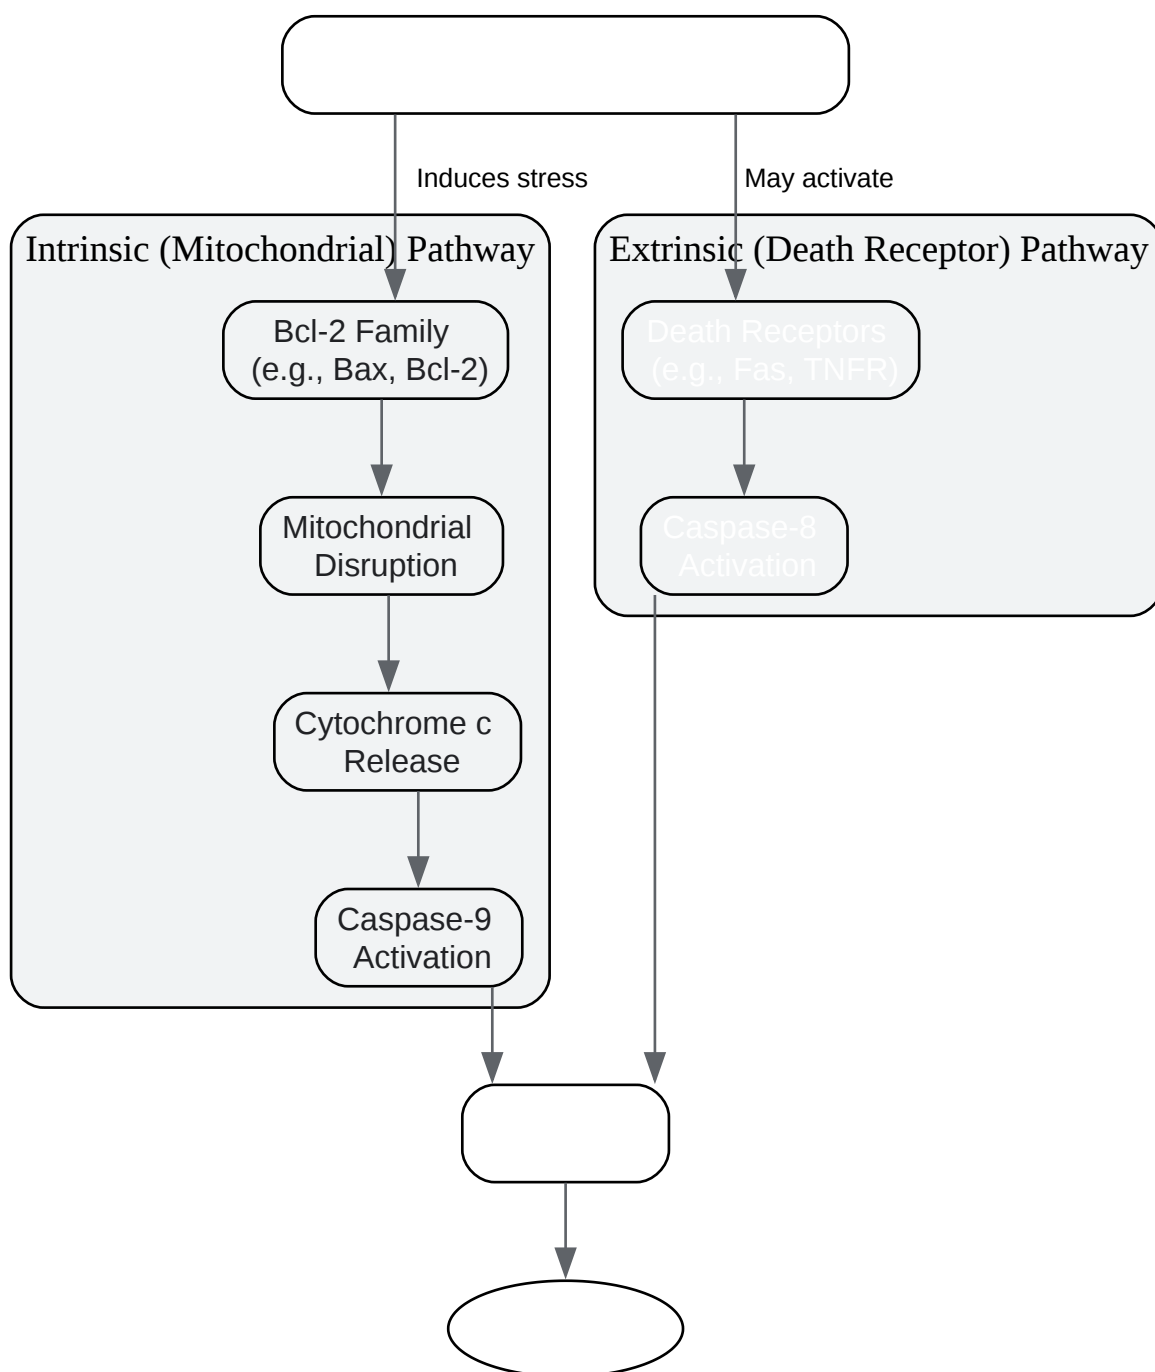 Induces stress
May activate
Intrinsic (Mitochondrial) Pathway
Extrinsic (Death Receptor) Pathway
Bcl-2 Family
(e.g., Bax, Bcl-2)
Death Receptors
(e.g., Fas, TNFR)
Mitochondrial
Disruption
Caspase-8
Activation
Cytochrome c
Release
Caspase-9
Activation